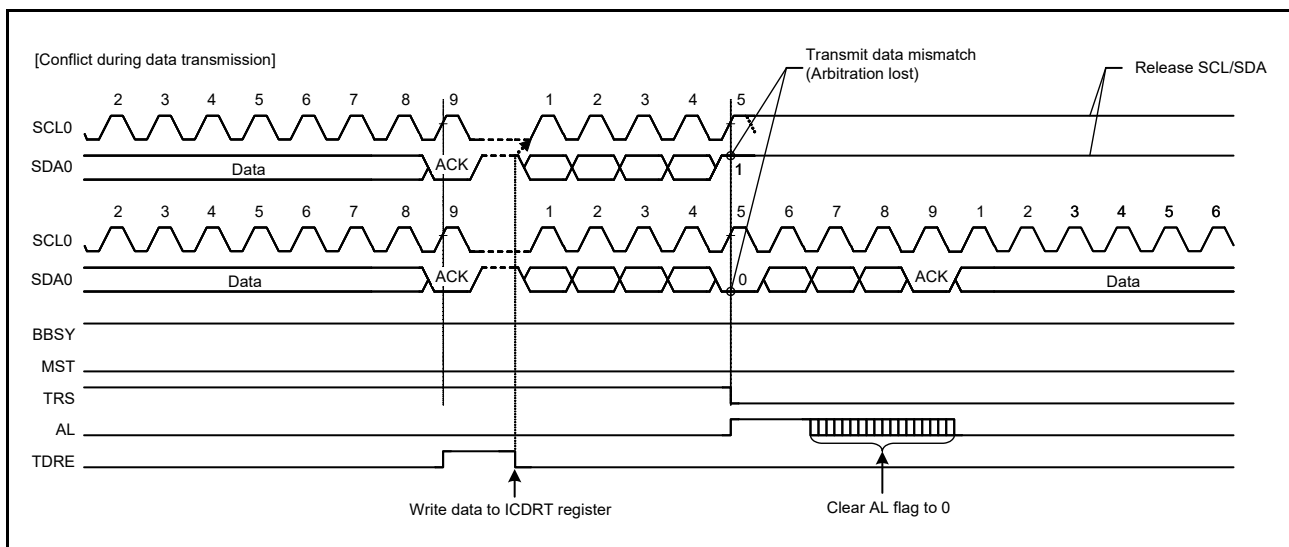 [Conflict during data transmission]
Transmit data mismatch
(Arbitration lost)
Release SCL/SDA
2 3 4 5 6 7 8 9 1 2 3 4 5
SCL0
SDA0 Data ACK 1
2 3 4 5 6 7 8 9 1 2 3 4 5 6 7 8 9 1 2 3 4 5 6
SCL0
SDA0 Data ACK 0 ACK Data
BBSY
MST
TRS
AL
TDRE
Write data to ICDRT register
Clear AL flag to 0